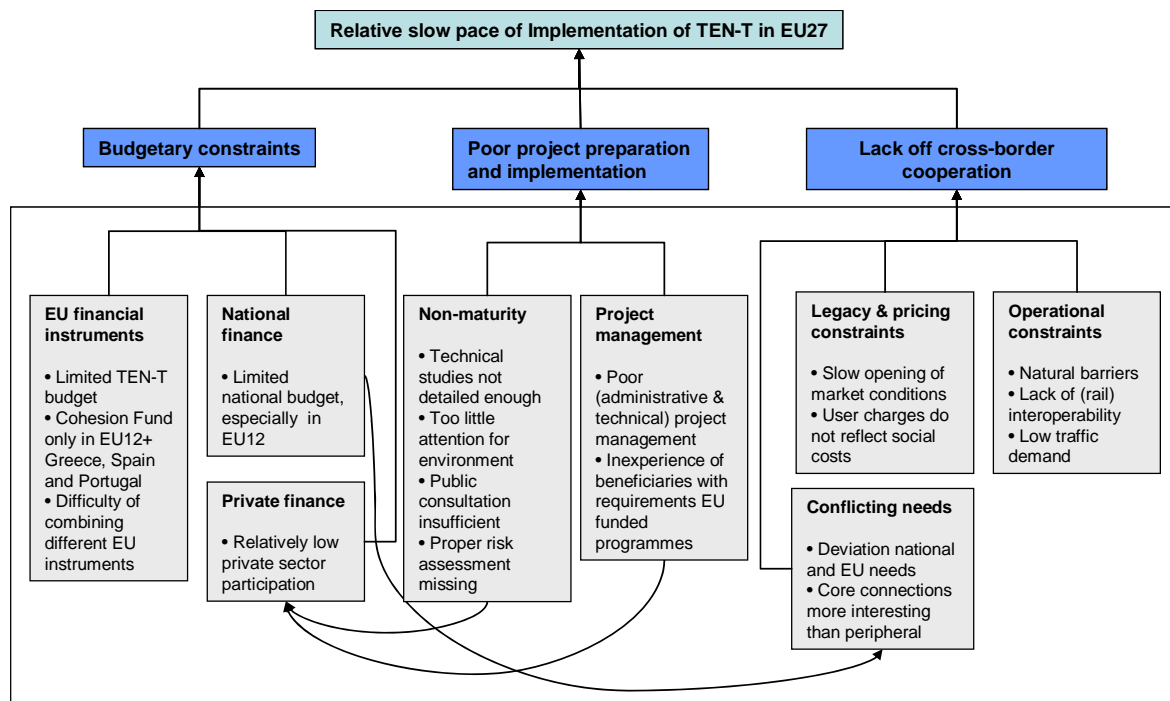 Relative slow pace of Implementation of TEN-T in EU27
Budgetary constraints
Poor project preparation
and implementation
Lack off cross-border
cooperation
EU financial
instruments
• Limited TEN-T
budget
• Cohesion Fund
only in EU12+
Greece, Spain
and Portugal
• Difficulty of
combining
different EU
instruments
National
finance
• Limited
national budget,
especially in
EU12
Private finance
• Relatively low
private sector
participation
Non-maturity
• Technical
studies not
detailed enough
• Too little
attention for
environment
• Public
consultation
insufficient
• Proper risk
assessment
missing
Project
management
• Poor
(administrative &
technical) project
management
• Inexperience of
beneficiaries with
requirements EU
funded
programmes
Legacy & pricing
constraints
• Slow opening of
market conditions
• User charges do
not reflect social
costs
Operational
constraints
• Natural barriers
• Lack of (rail)
interoperability
• Low traffic
demand
Conflicting needs
• Deviation national
and EU needs
• Core connections
more interesting
than peripheral